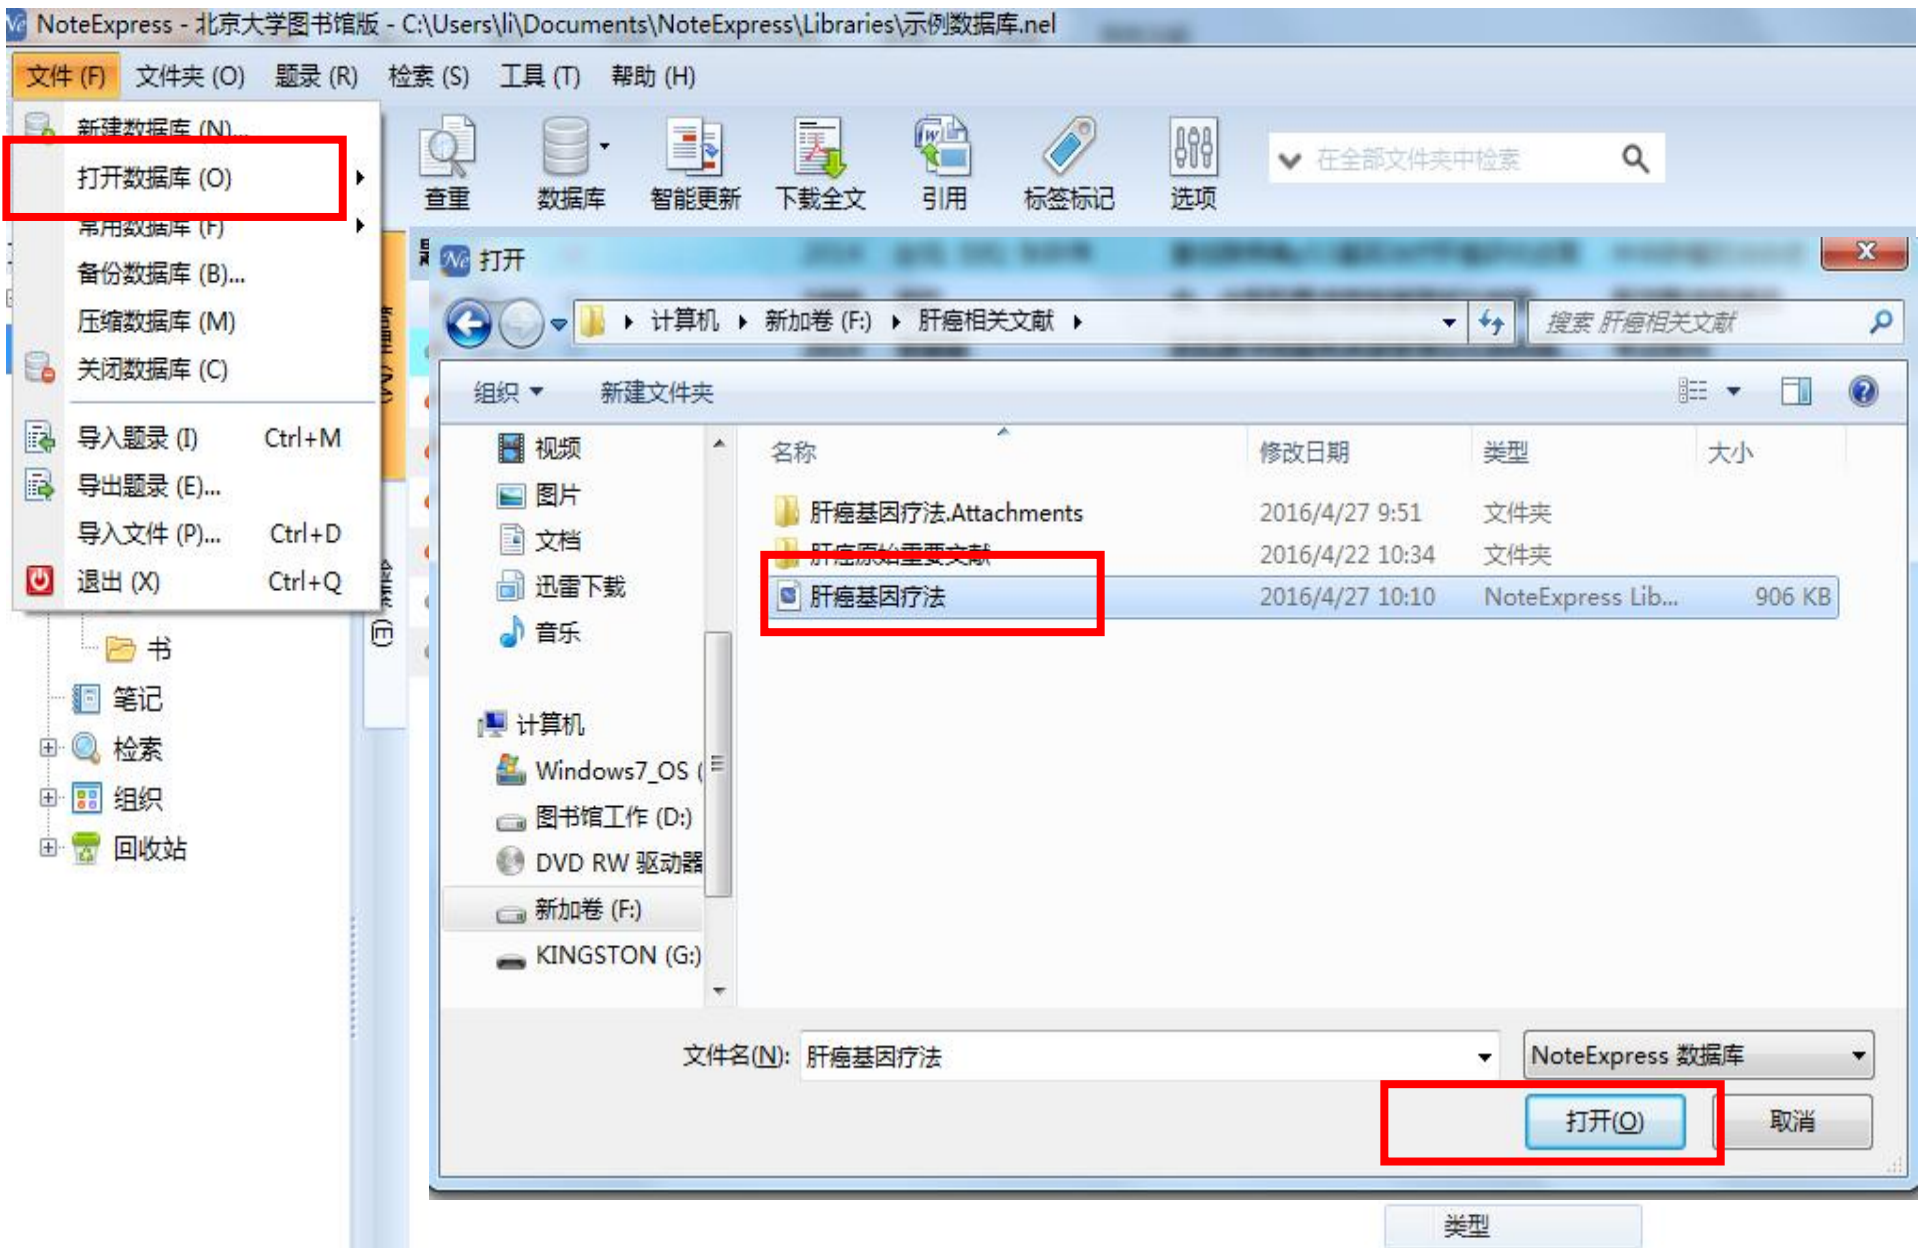 NoteExpress - 北京大学图书馆版 - C:\Users\li\Documents\NoteExpress\Libraries\示例数据库.nel
文件 (F) 文件夹 (O) 题录 (R) 检索 (S) 工具 (T) 帮助 (H)
新建数据库 (N)...
打开数据库 (O)
常用数据库 (F)
备份数据库 (B)...
压缩数据库 (M)
关闭数据库 (C)
导入题录 (I) Ctrl+M
导出题录 (E)...
导入文件 (P)... Ctrl+D
退出 (X) Ctrl+Q
查重 数据库 智能更新 下载全文 引用 标签标记 选项
在全部文件夹中检索
书
笔记
检索
组织
回收站
打开
计算机 新加卷 (F:) 肝癌相关文献
搜索 肝癌相关文献
组织 新建文件夹
视频
图片
文档
迅雷下载
音乐
计算机
Windows7_OS (
图书馆工作 (D:)
DVD RW 驱动器
新加卷 (F:)
KINGSTON (G:)
名称 修改日期 类型 大小
肝癌基因疗法.Attachments 2016/4/27 9:51 文件夹
肝癌原始重要文献 2016/4/22 10:34 文件夹
肝癌基因疗法 2016/4/27 10:10 NoteExpress Lib... 906 KB
文件名(N): 肝癌基因疗法
NoteExpress 数据库
打开(O) 取消
类型